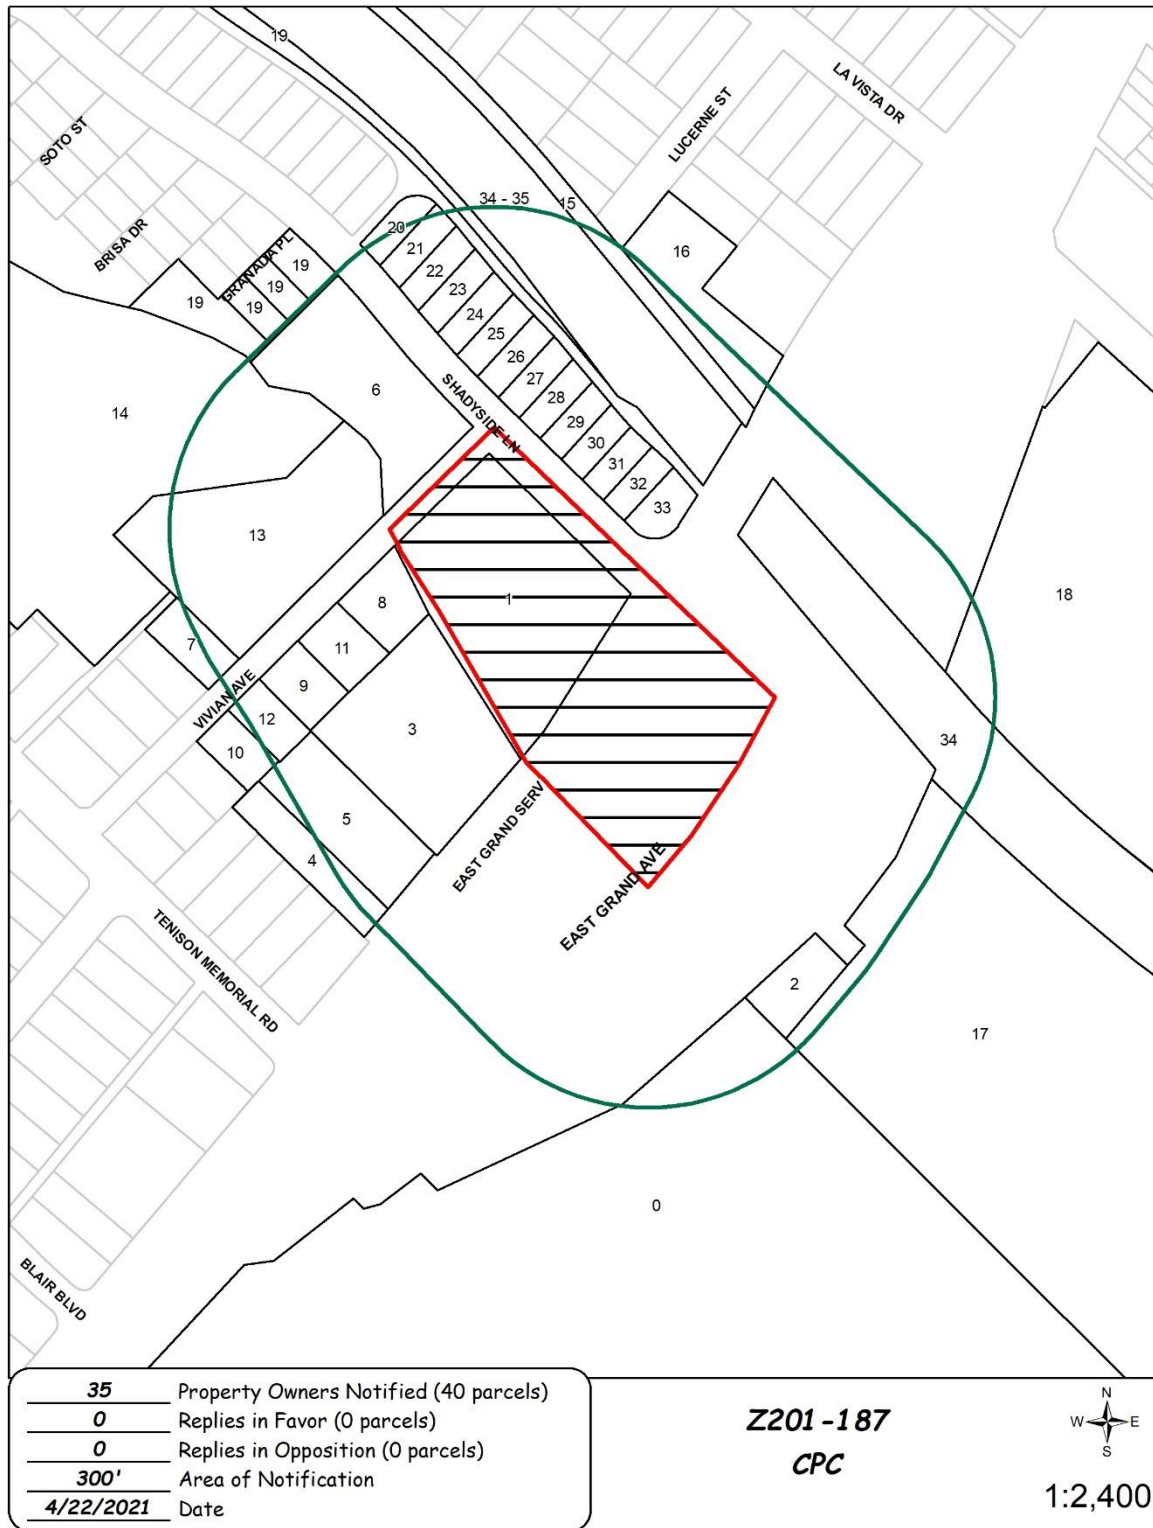 19
LA VISTA DR
LUCERNE ST
SOTO ST
34 - 35
15
20
BRISA DR
GRANADA PL
21
16
19
22
19
19
23
19
24
25
26
6
SHADYSIDE LN
27
28
14
29
30
31
32
33
13
1
18
8
7
11
9
VIVIAN AVE
12
3
34
10
5
EAST GRAND SERV
4
EAST GRAND AVE
TENISON MEMORIAL RD
2
17
0
BLAIR BLVD
35 Property Owners Notified (40 parcels)
0 Replies in Favor (0 parcels)
0 Replies in Opposition (0 parcels)
300' Area of Notification
4/22/2021 Date
Z201-187
CPC
N
W E
S
1:2,400